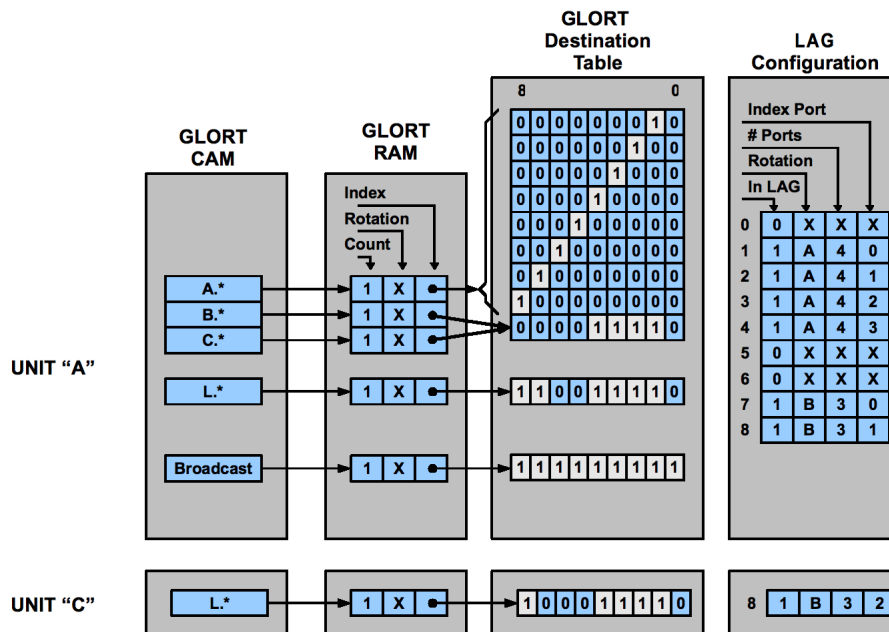 GLORT
Destination
Table
LAG
Configuration
GLORT
CAM
GLORT
RAM
8 0
Index
Rotation
Count
Index Port
# Ports
Rotation
In LAG
0 0 0 0 0 0 0 1 0
0 0 0 0 0 0 1 0 0
0 0 0 0 0 1 0 0 0
0 0 0 0 1 0 0 0 0
0 0 0 1 0 0 0 0 0
0 0 1 0 0 0 0 0 0
0 1 0 0 0 0 0 0 0
1 0 0 0 0 0 0 0 0
0 0 0 0 1 1 1 1 0
0 0 X X X
1 1 A 4 0
2 1 A 4 1
3 1 A 4 2
4 1 A 4 3
5 0 X X X
6 0 X X X
7 1 B 3 0
8 1 B 3 1
UNIT “A”
A.* 1 X
B.* 1 X
C.* 1 X
L.* 1 X 1 1 0 0 1 1 1 1 0
Broadcast 1 X 1 1 1 1 1 1 1 1 1
UNIT “C”
L.* 1 X 1 0 0 0 1 1 1 1 0
8 1 B 3 2